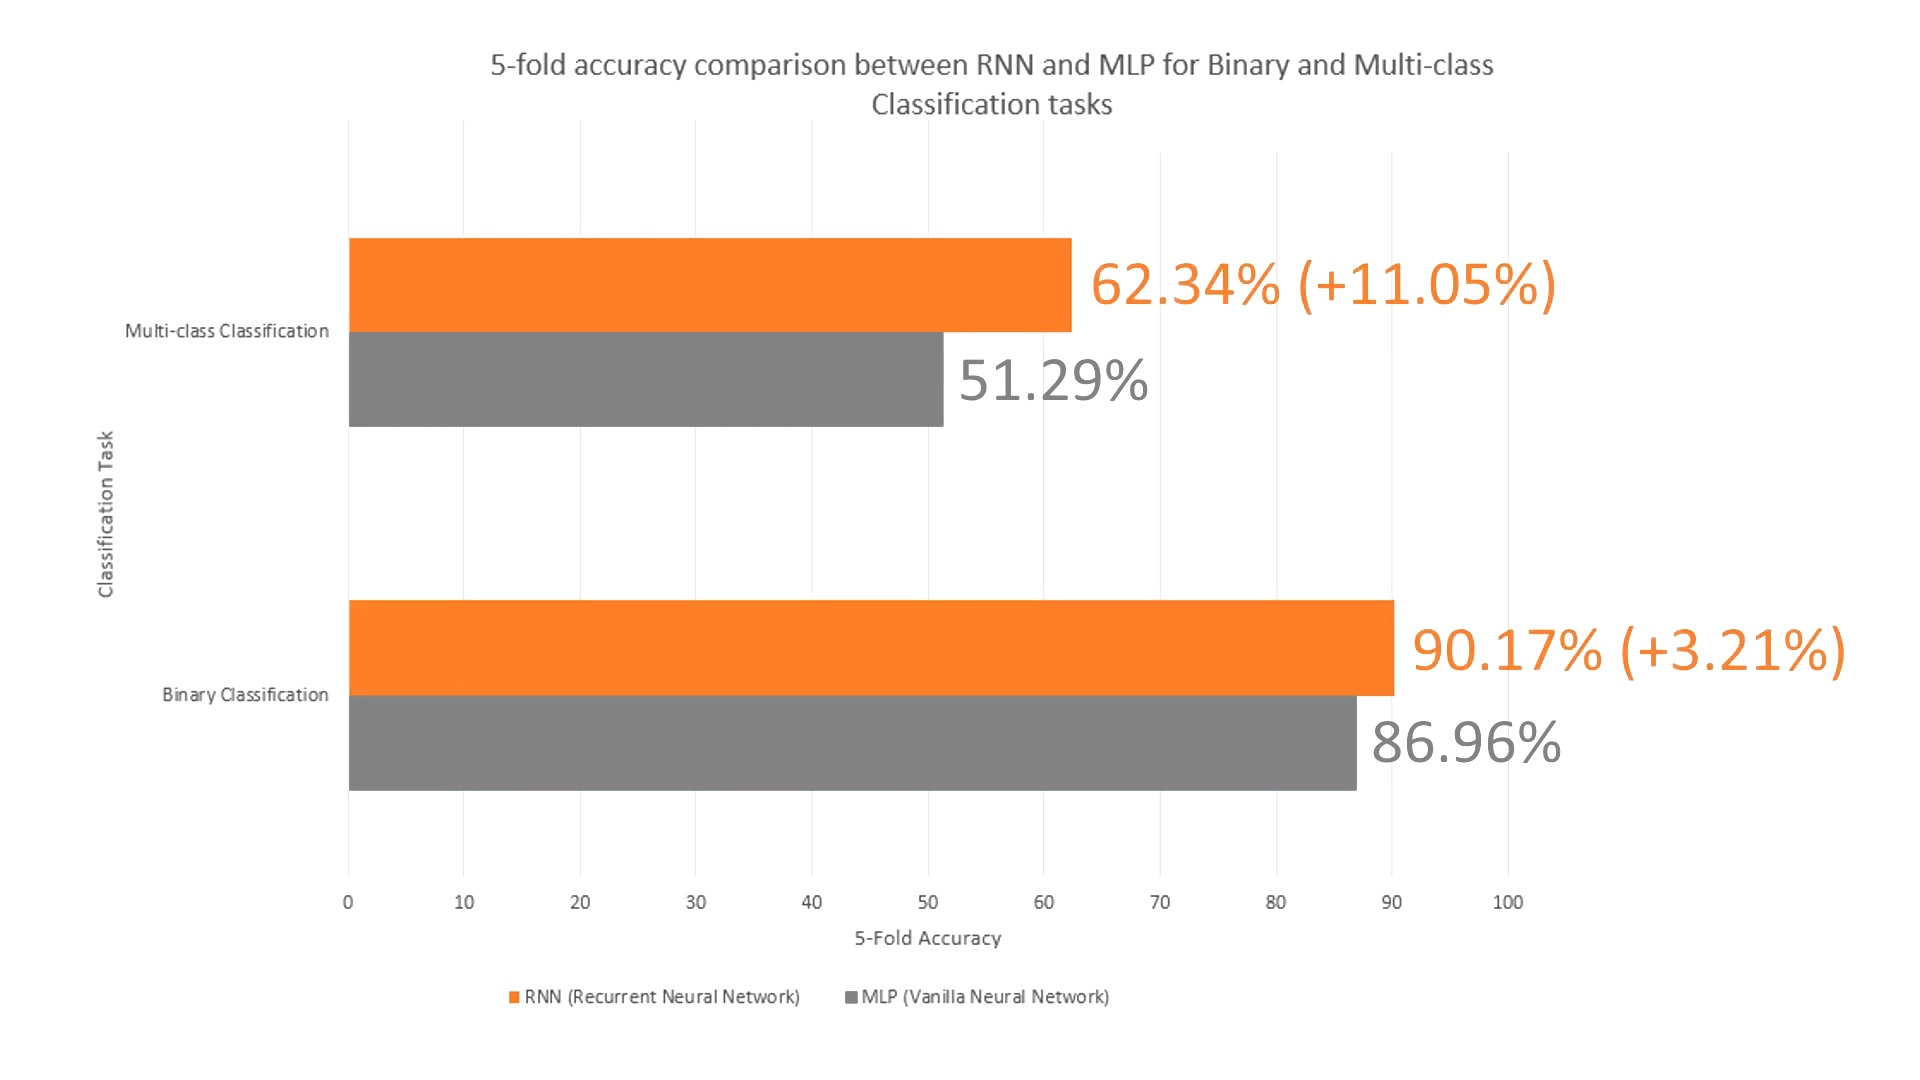 5-fold accuracy comparison between RNN and MLP for Binary and Multi-class
Classification tasks
62.34% (+11.05%)
Multi-class Classification
51.29%
Classification Task
90.17% (+3.21%)
Binary Classification
86.96%
0 10 20 30 40 50 60 70 80 90 100
5-Fold Accuracy
RNN (Recurrent Neural Network) MLP (Vanilla Neural Network)